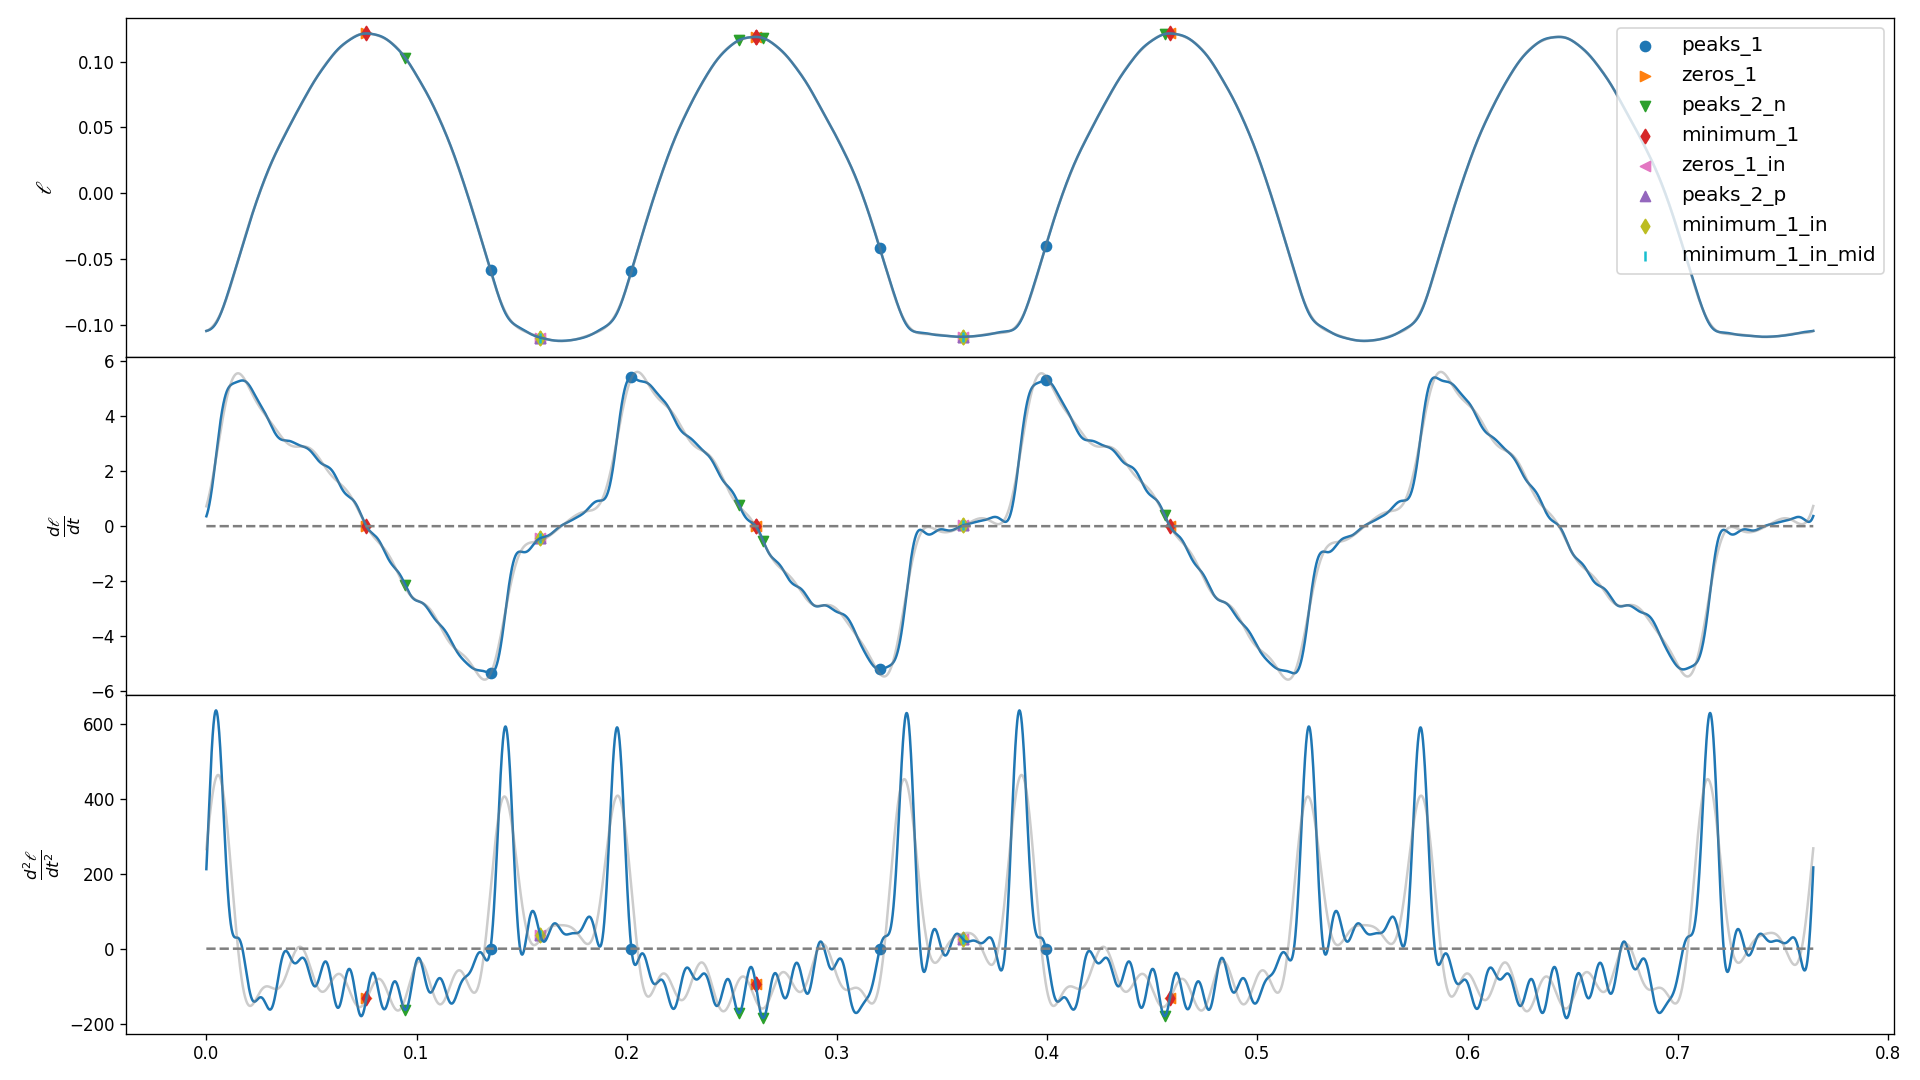 0.10
0.05
0.00
−0.05
−0.10
ℓ
peaks_1
zeros_1
peaks_2_n
minimum_1
zeros_1_in
peaks_2_p
minimum_1_in
minimum_1_in_mid
6
4
2
0
−2
−4
−6
dℓ
dt
600
400
200
0
−200
d²ℓ
dt²
0.0 0.1 0.2 0.3 0.4 0.5 0.6 0.7 0.8